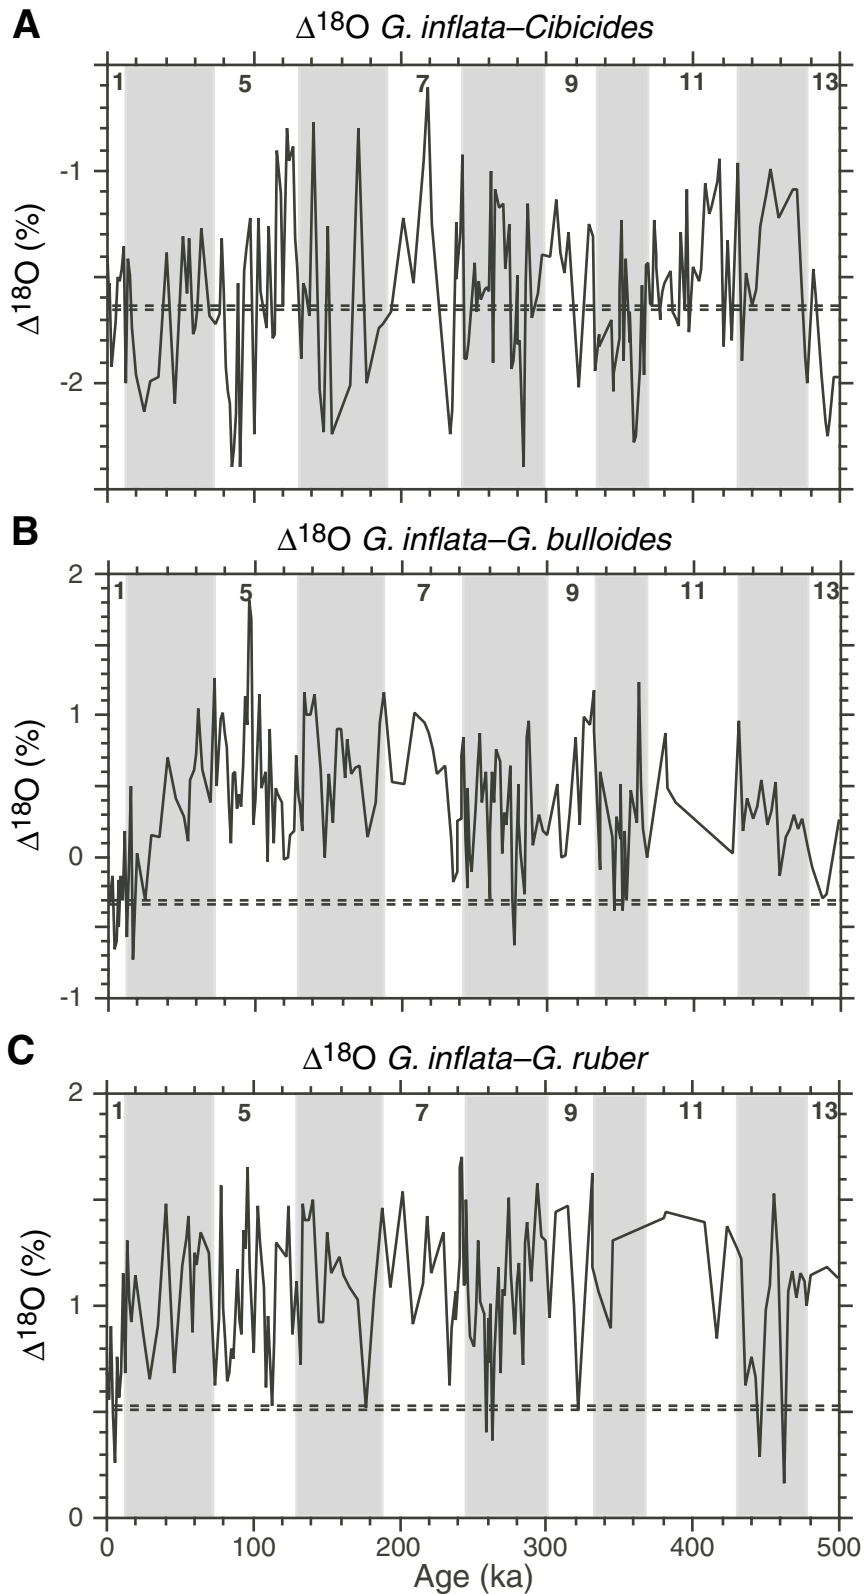 A
Δ18O G. inflata–Cibicides
1 5 7 9 11 13
-1
-2
Δ18O (%)
B
Δ18O G. inflata–G. bulloides
2
1 5 7 9 11 13
1
0
-1
Δ18O (%)
C
Δ18O G. inflata–G. ruber
2
1 5 7 9 11 13
1
0
Δ18O (%)
0 100 200 300 400 500
Age (ka)